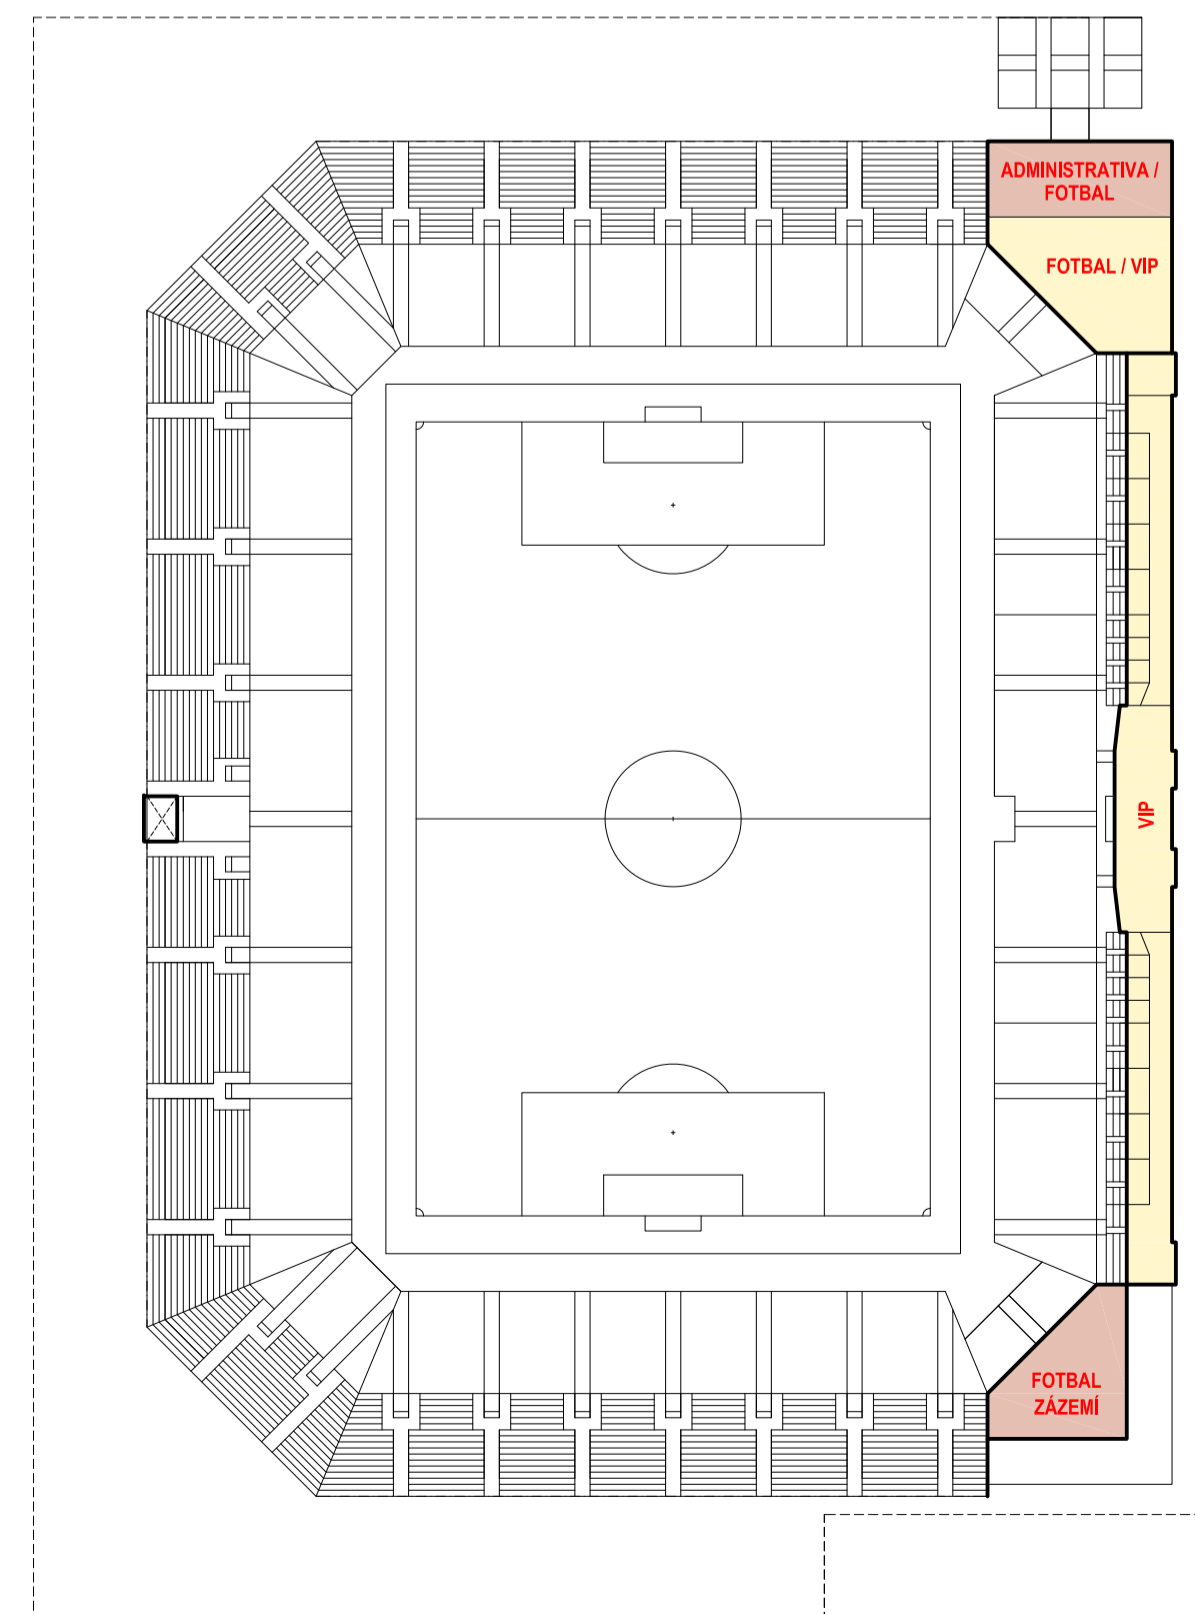 ADMINISTRATIVA /
FOTBAL
FOTBAL / VIP
VIP
FOTBAL
ZÁZEMÍ